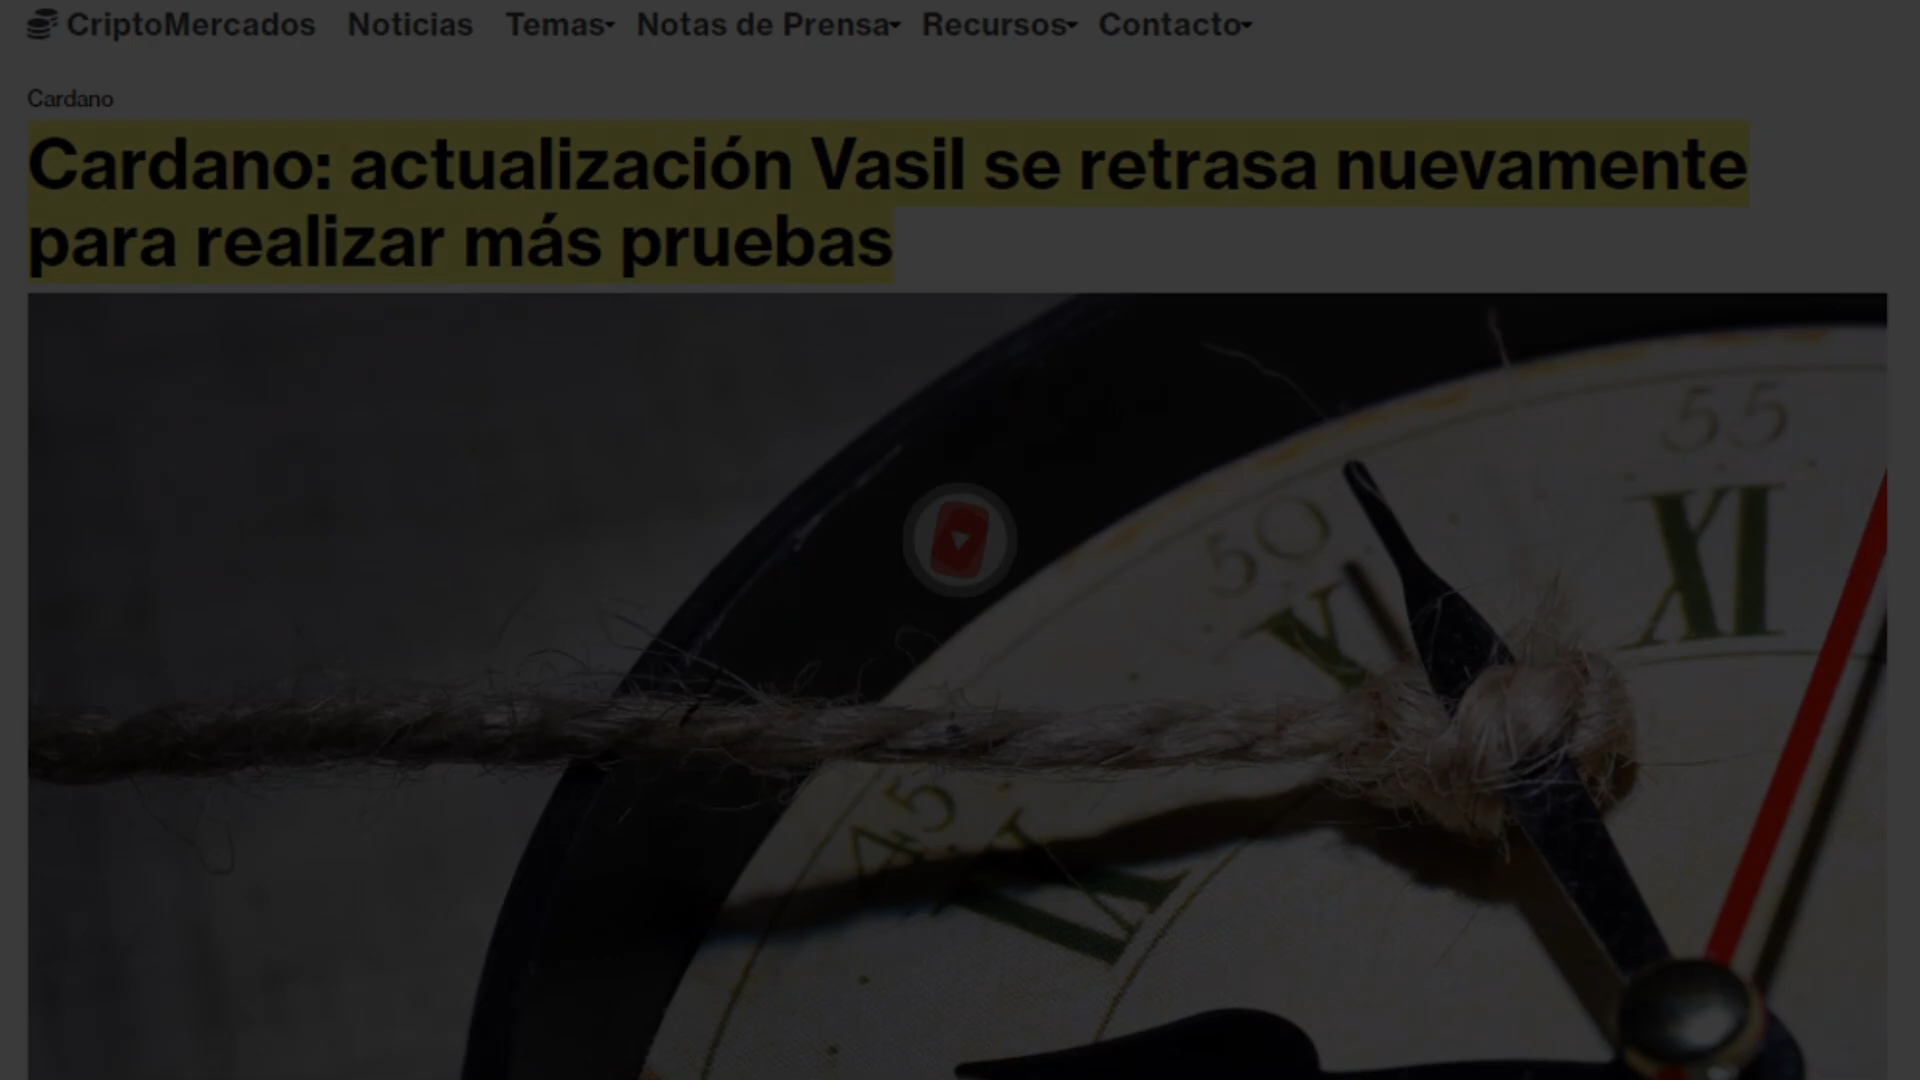 CriptoMercados Noticias Temas Notas de Prensa Recursos Contacto
Cardano
Cardano: actualización Vasil se retrasa nuevamente
para realizar más pruebas
55
50
XI
X
45
IX